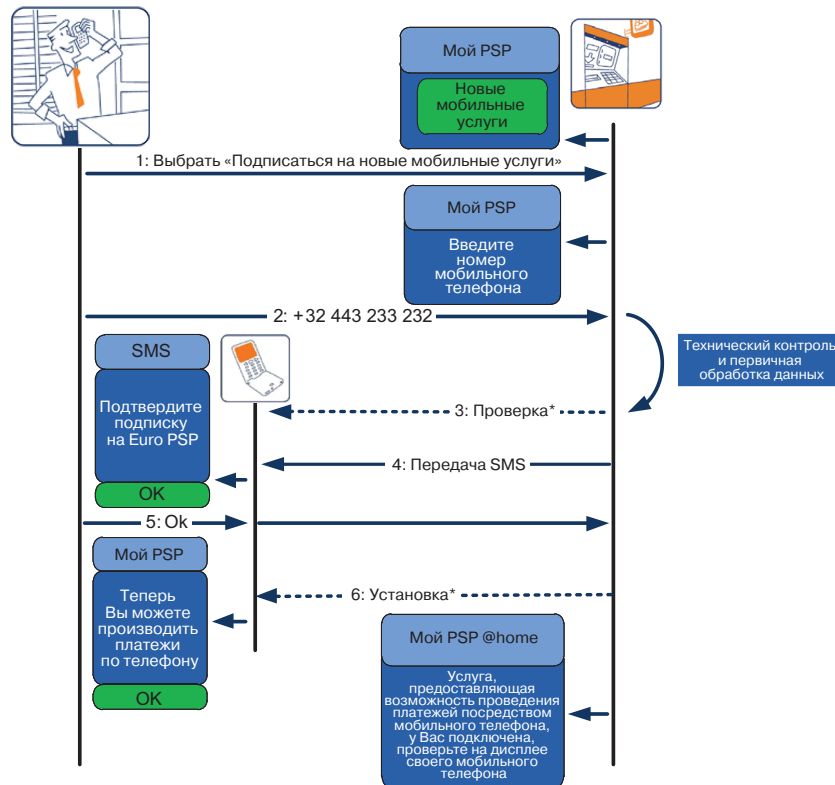 Мой PSP
Новые
мобильные
услуги
1: Выбрать «Подписаться на новые мобильные услуги»
Мой PSP
Введите
номер
мобильного
телефона
2: +32 443 233 232
Технический контроль
и первичная
обработка данных
SMS
Подтвердите
подписку
на Euro PSP
OK
3: Проверка*
4: Передача SMS
5: Ok
Мой PSP
Теперь
Вы можете
производить
платежи
по телефону
OK
6: Установка*
Мой PSP @home
Услуга,
предоставляющая
возможность проведения
платежей посредством
мобильного телефона,
у Вас подключена,
проверьте на дисплее
своего мобильного
телефона